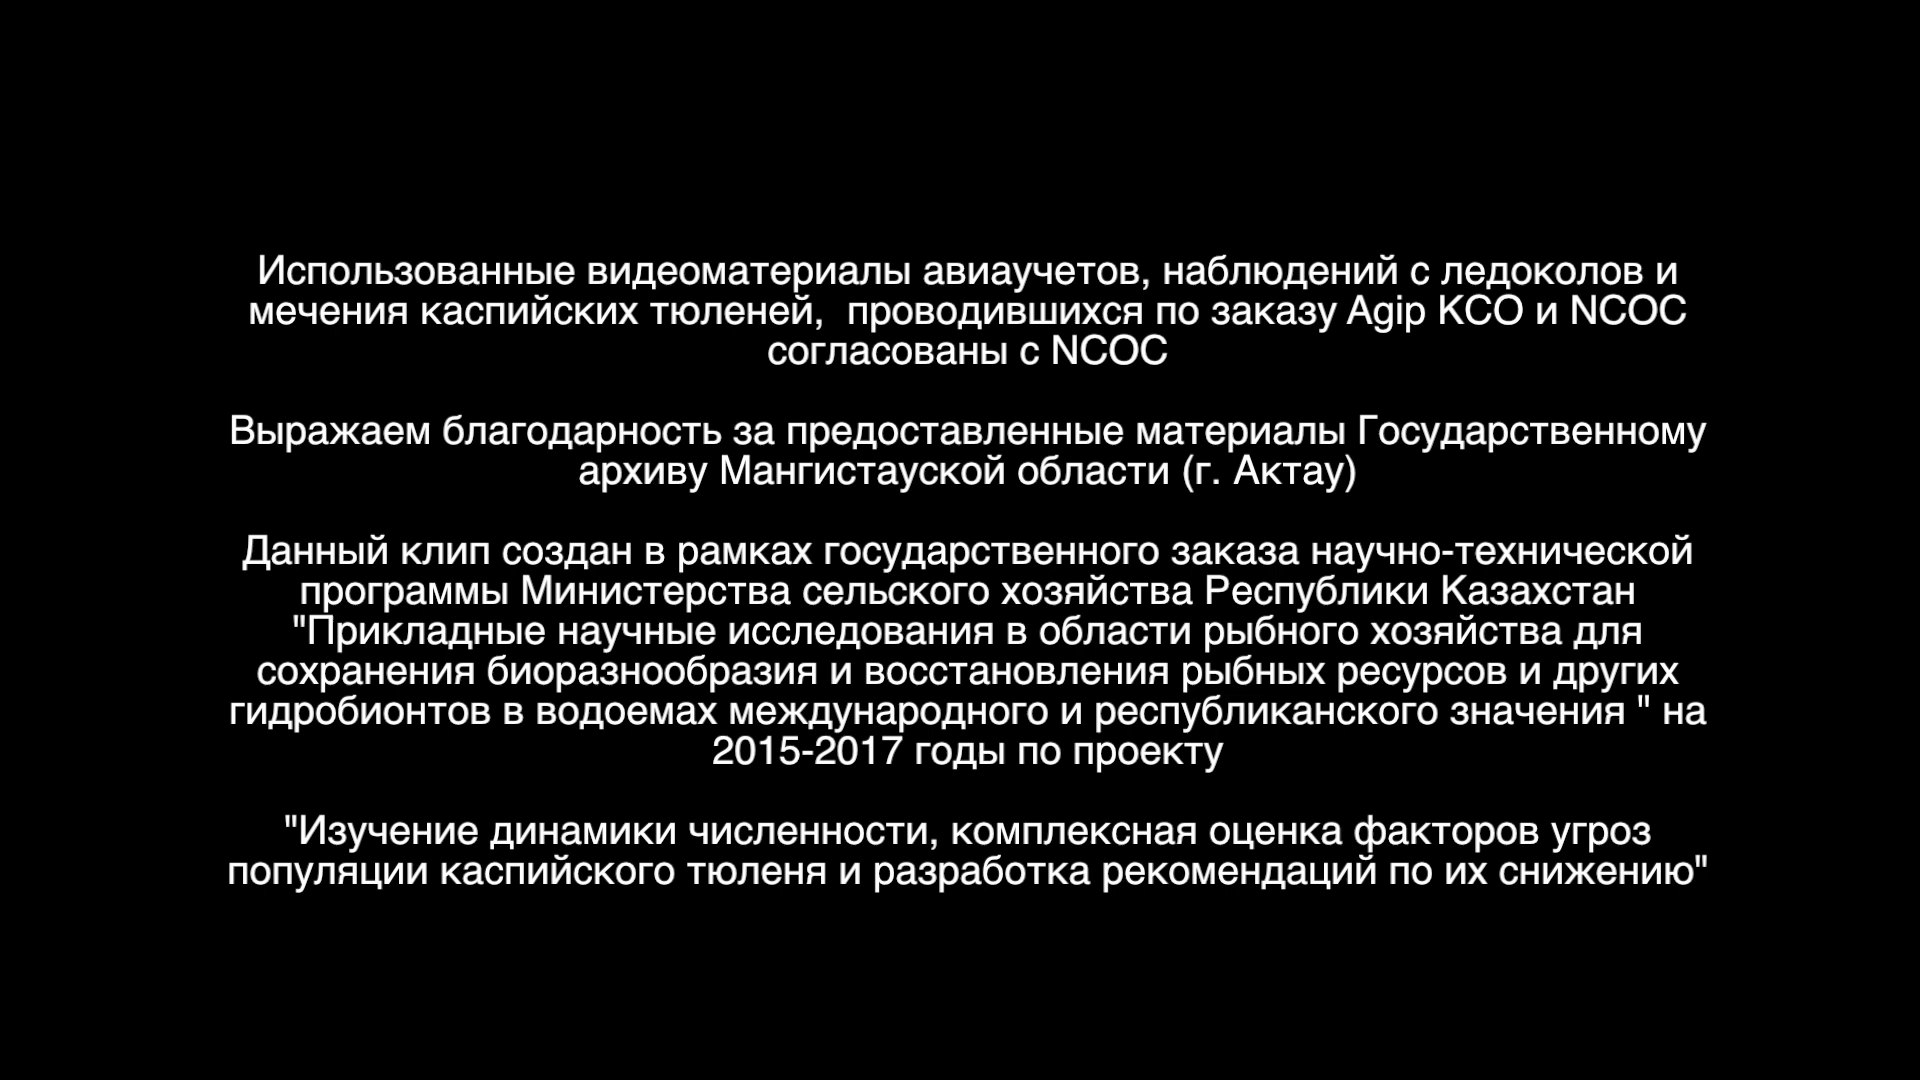 Использованные видеоматериалы авиаучетов, наблюдений с ледоколов и
мечения каспийских тюленей,  проводившихся по заказу Agip КСО и NCOC
согласованы с NCOC
Выражаем благодарность за предоставленные материалы Государственному
архиву Мангистауской области (г. Актау)
Данный клип создан в рамках государственного заказа научно-технической
программы Министерства сельского хозяйства Республики Казахстан
"Прикладные научные исследования в области рыбного хозяйства для
сохранения биоразнообразия и восстановления рыбных ресурсов и других
гидробионтов в водоемах международного и республиканского значения " на
2015-2017 годы по проекту
"Изучение динамики численности, комплексная оценка факторов угроз
популяции каспийского тюленя и разработка рекомендаций по их снижению"